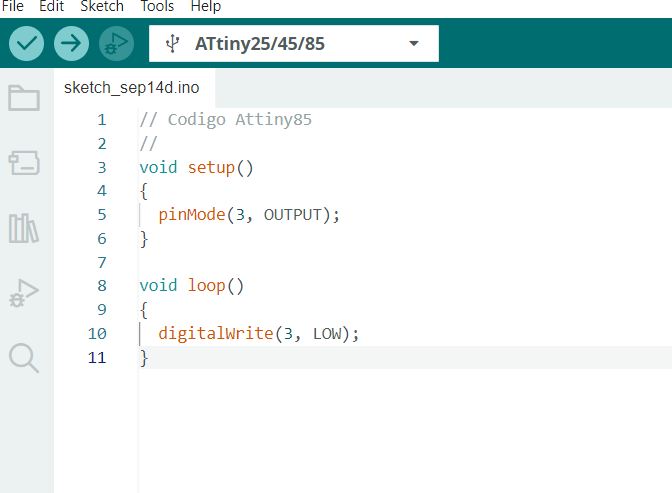 File Edit Sketch Tools Help
ATtiny25/45/85
sketch_sep14d.ino
1 // Codigo Attiny85
2 //
3 void setup()
4 {
5 pinMode(3, OUTPUT);
6 }
7
8 void loop()
9 {
10 digitalWrite(3, LOW);
11 }